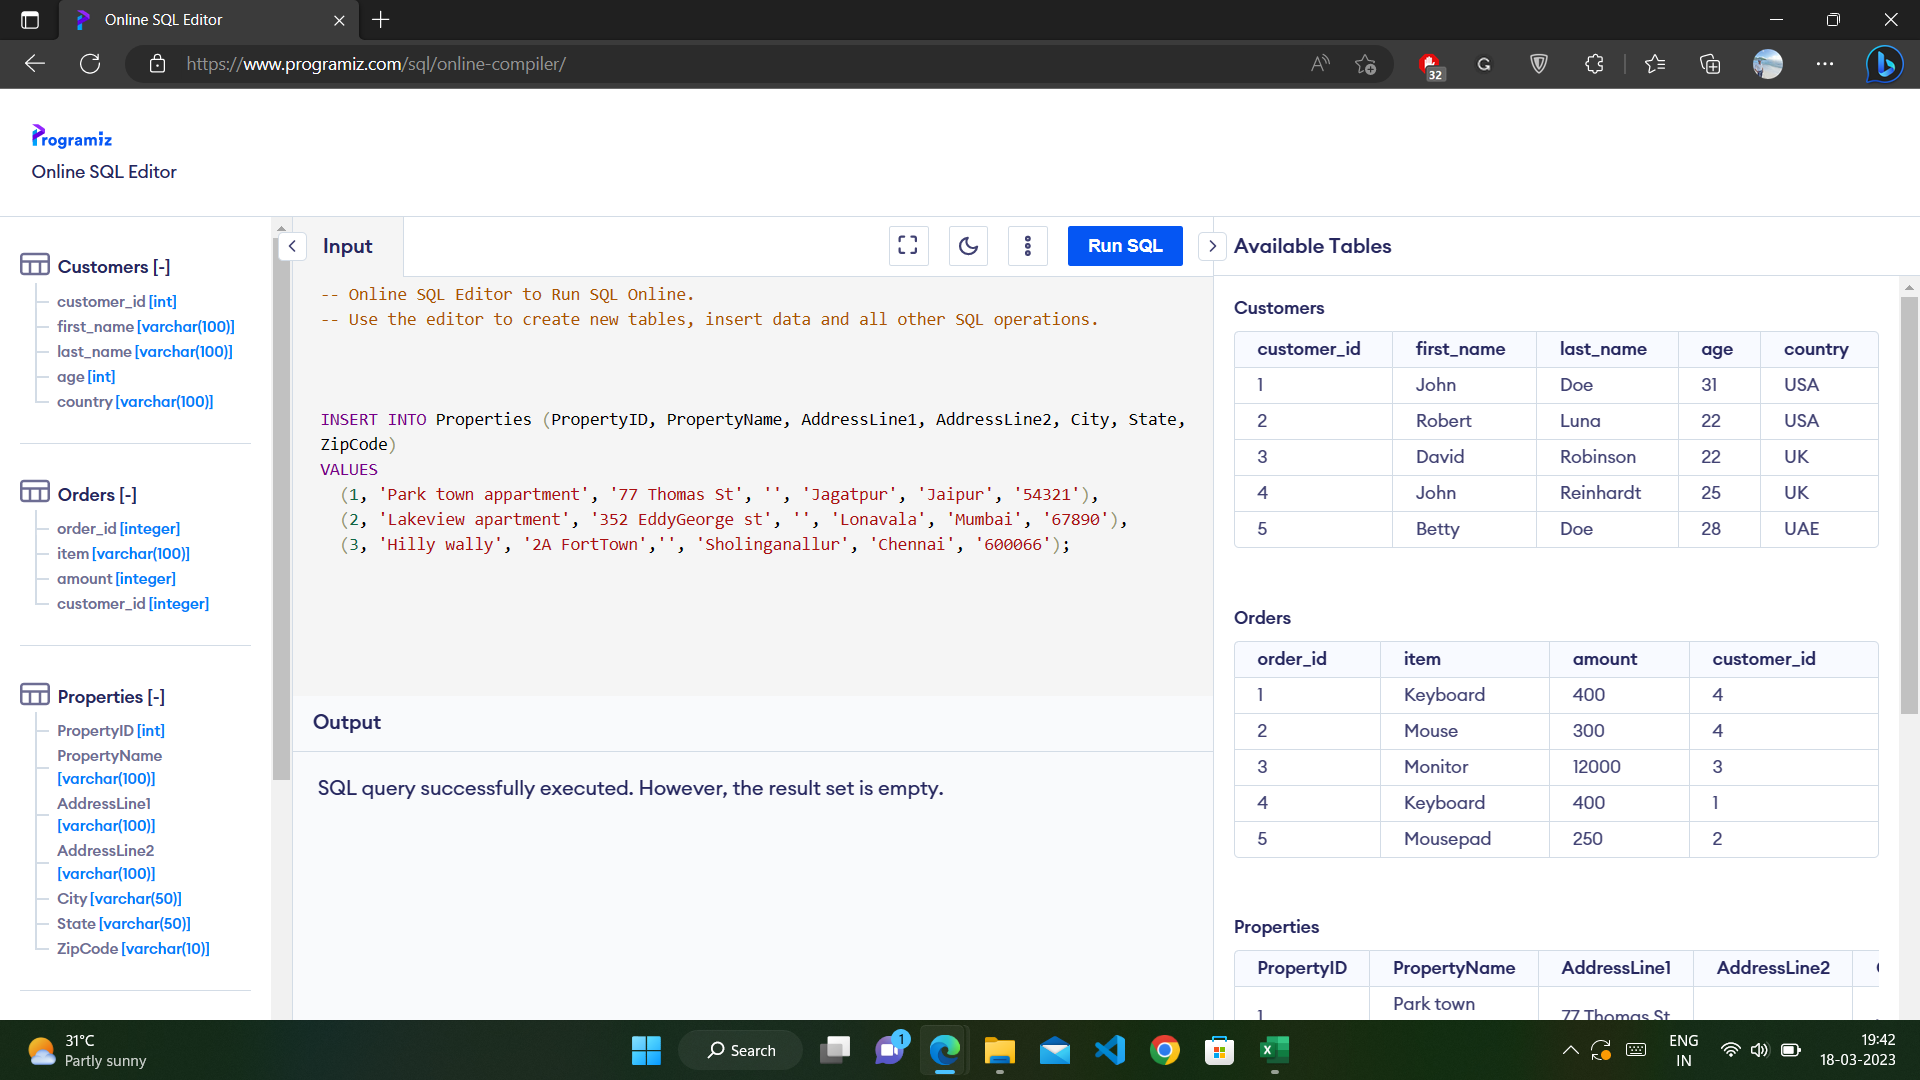 Online SQL Editor
https://www.programiz.com/sql/online-compiler/
32
Programiz
Online SQL Editor
Customers [-]
customer_id [int]
first_name [varchar(100)]
last_name [varchar(100)]
age [int]
country [varchar(100)]
Orders [-]
order_id [integer]
item [varchar(100)]
amount [integer]
customer_id [integer]
Properties [-]
PropertyID [int]
PropertyName
[varchar(100)]
AddressLine1
[varchar(100)]
AddressLine2
[varchar(100)]
City [varchar(50)]
State [varchar(50)]
ZipCode [varchar(10)]
Input
Run SQL
-- Online SQL Editor to Run SQL Online.
-- Use the editor to create new tables, insert data and all other SQL operations.
INSERT INTO Properties (PropertyID, PropertyName, AddressLine1, AddressLine2, City, State,
ZipCode)
VALUES
(1, 'Park town appartment', '77 Thomas St', '', 'Jagatpur', 'Jaipur', '54321'),
(2, 'Lakeview apartment', '352 EddyGeorge st', '', 'Lonavala', 'Mumbai', '67890'),
(3, 'Hilly wally', '2A FortTown','', 'Sholinganallur', 'Chennai', '600066');
Output
SQL query successfully executed. However, the result set is empty.
Available Tables
Customers
customer_id first_name last_name age country
1 John Doe 31 USA
2 Robert Luna 22 USA
3 David Robinson 22 UK
4 John Reinhardt 25 UK
5 Betty Doe 28 UAE
Orders
order_id item amount customer_id
1 Keyboard 400 4
2 Mouse 300 4
3 Monitor 12000 3
4 Keyboard 400 1
5 Mousepad 250 2
Properties
PropertyID PropertyName AddressLine1 AddressLine2
Park town
1 77 Thomas St
31°C
Partly sunny
Search
1
ENG
IN
19:42
18-03-2023